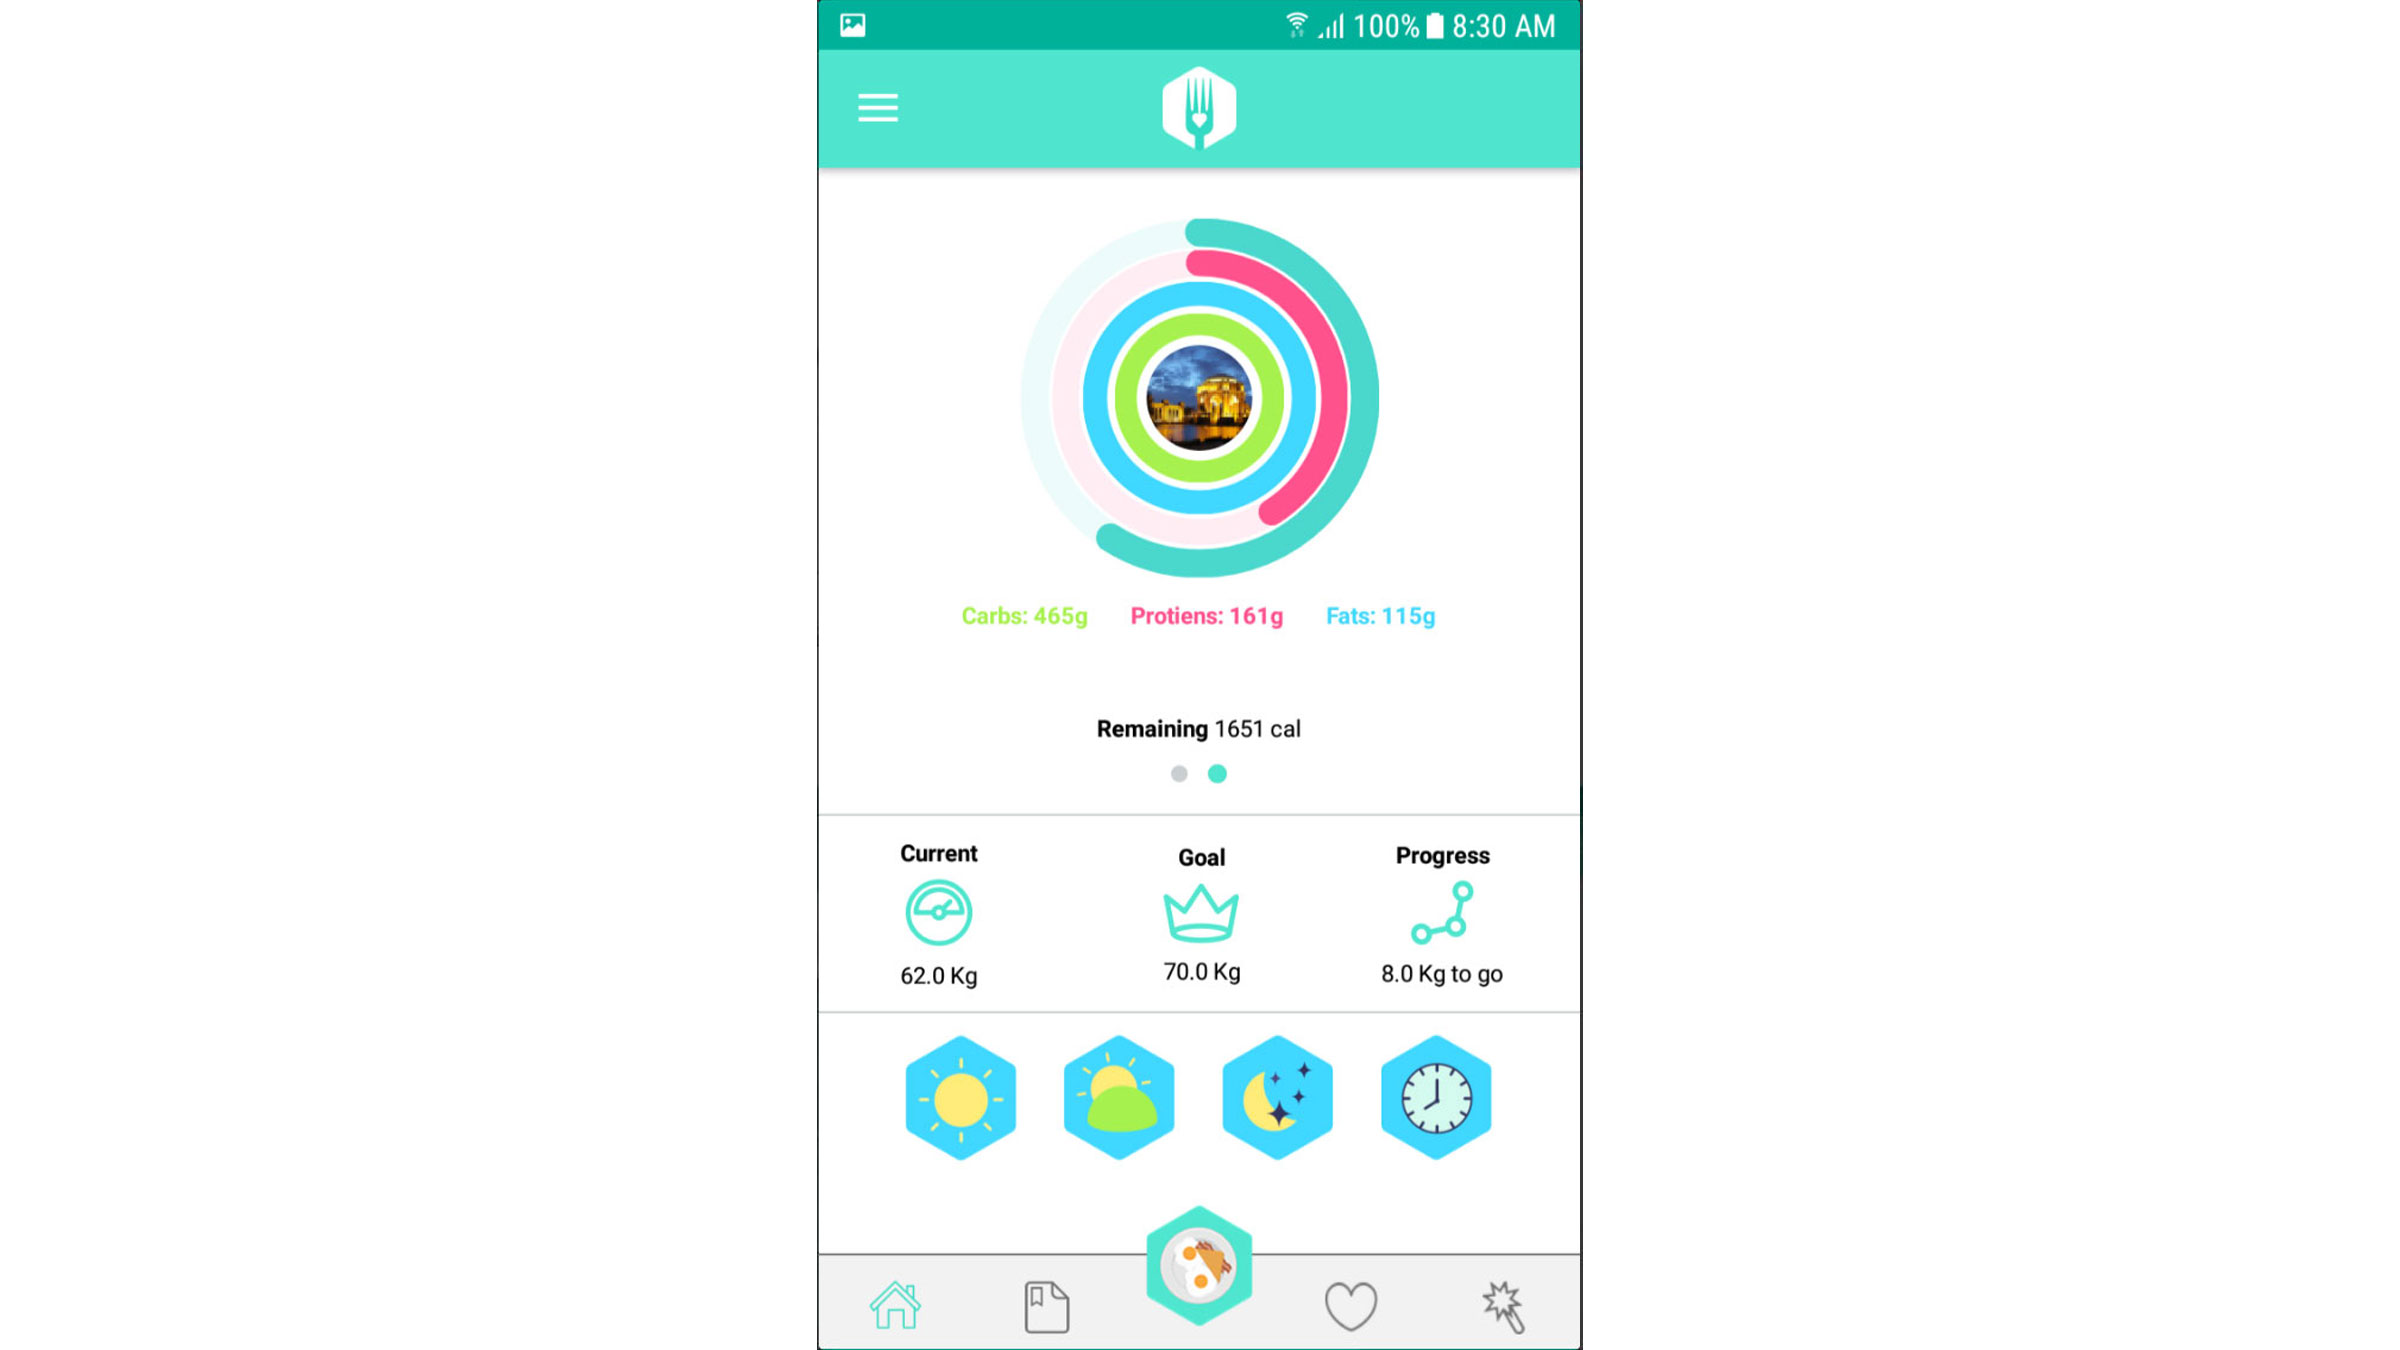 100% 8:30 AM
Carbs: 465g Protiens: 161g Fats: 115g
Remaining 1651 cal
Current Goal Progress
62.0 Kg 70.0 Kg 8.0 Kg to go